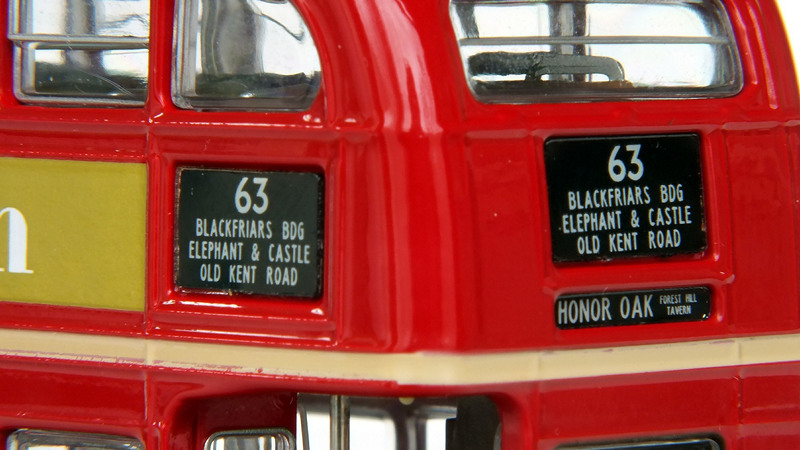 63
BLACKFRIARS BDG
ELEPHANT & CASTLE
OLD KENT ROAD
63
BLACKFRIARS BDG
ELEPHANT & CASTLE
OLD KENT ROAD
HONOR OAK FOREST HILL
TAVERN